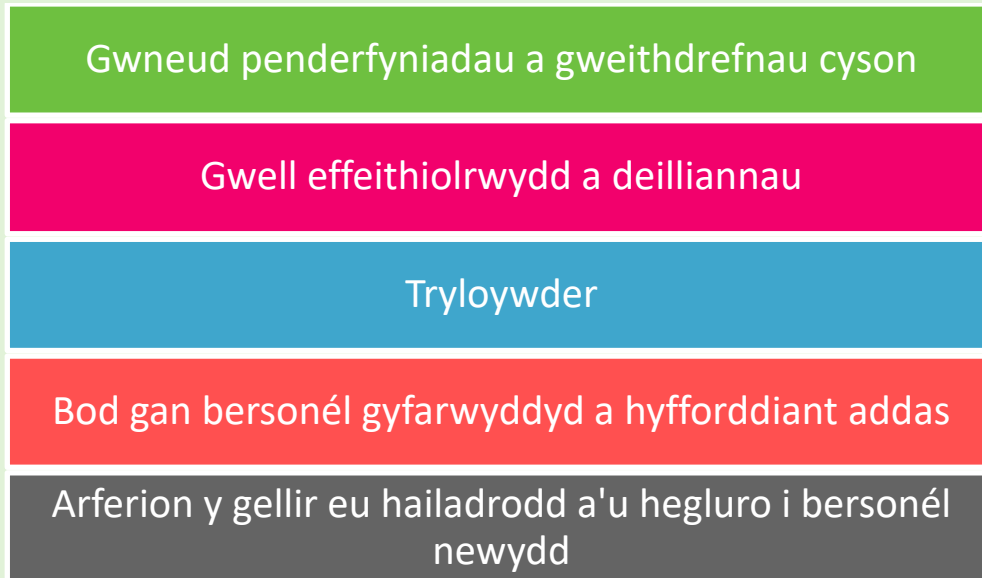 Gwneud penderfyniadau a gweithdrefnau cyson
Gwell effeithiolrwydd a deilliannau
Tryloywder
Bod gan bersonél gyfarwyddyd a hyfforddiant addas
Arferion y gellir eu hailadrodd a'u hegluro i bersonél
newydd